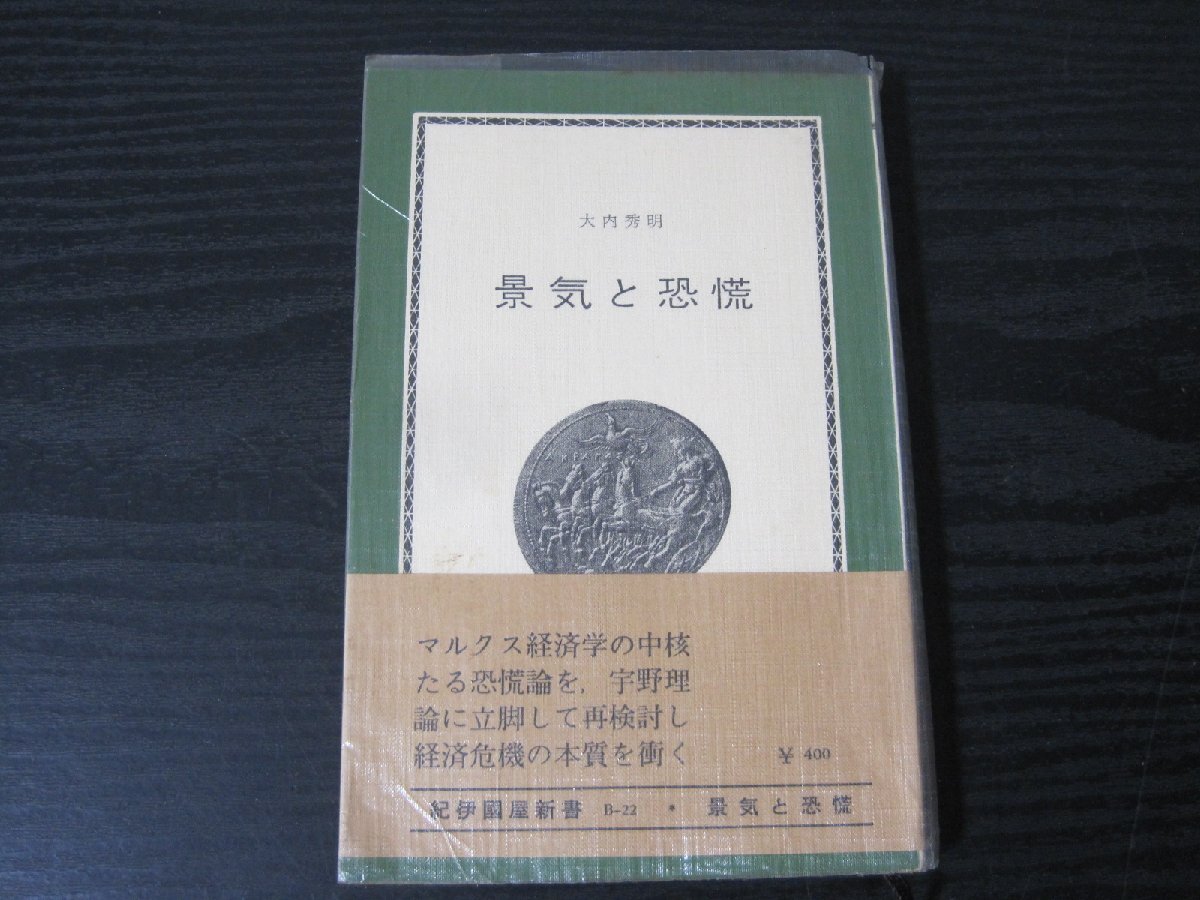 大内秀明
景気と恐慌
マルクス経済学の中核
たる恐慌論を,宇野理
論に立脚して再検討し
経済危機の本質を衝く
¥ 400
紀伊國屋新書 B-22 * 景気と恐慌